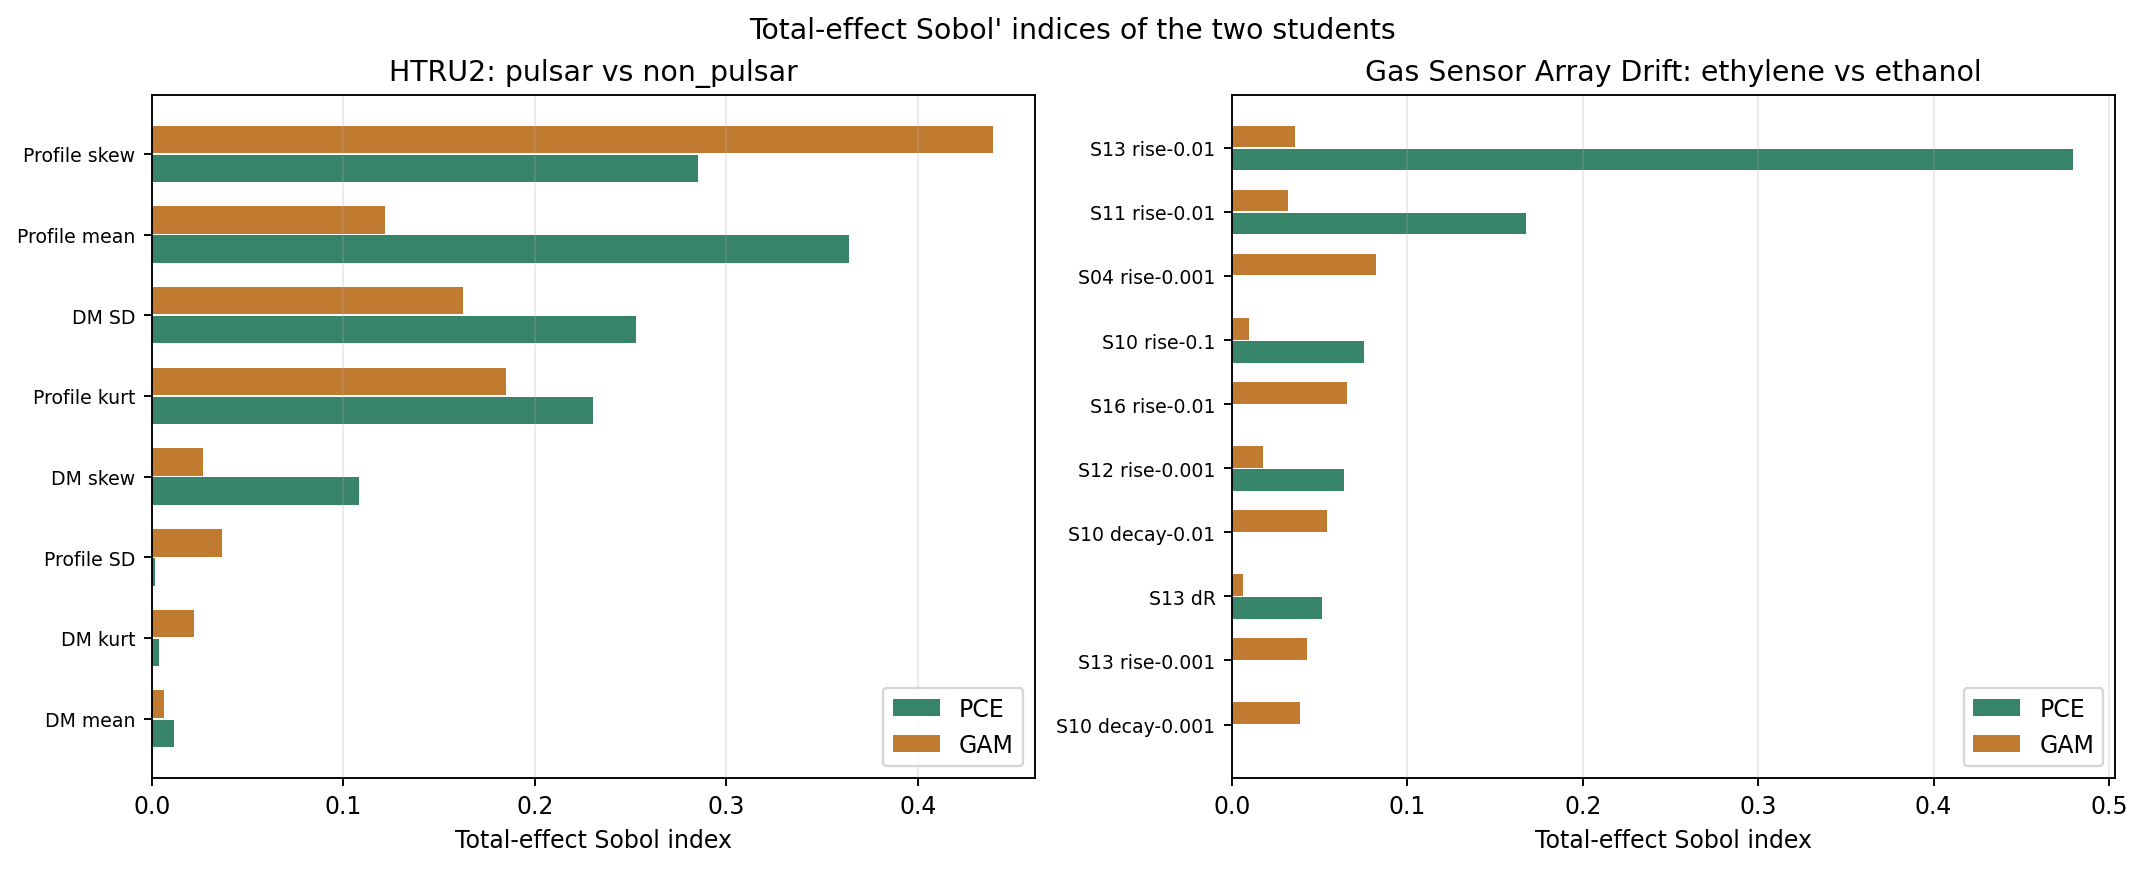 Total-effect Sobol' indices of the two students
HTRU2: pulsar vs non_pulsar
Profile skew
Profile mean
DM SD
Profile kurt
DM skew
Profile SD
DM kurt
DM mean
0.0 0.1 0.2 0.3 0.4
Total-effect Sobol index
PCE
GAM
Gas Sensor Array Drift: ethylene vs ethanol
S13 rise-0.01
S11 rise-0.01
S04 rise-0.001
S10 rise-0.1
S16 rise-0.01
S12 rise-0.001
S10 decay-0.01
S13 dR
S13 rise-0.001
S10 decay-0.001
0.0 0.1 0.2 0.3 0.4 0.5
Total-effect Sobol index
PCE
GAM